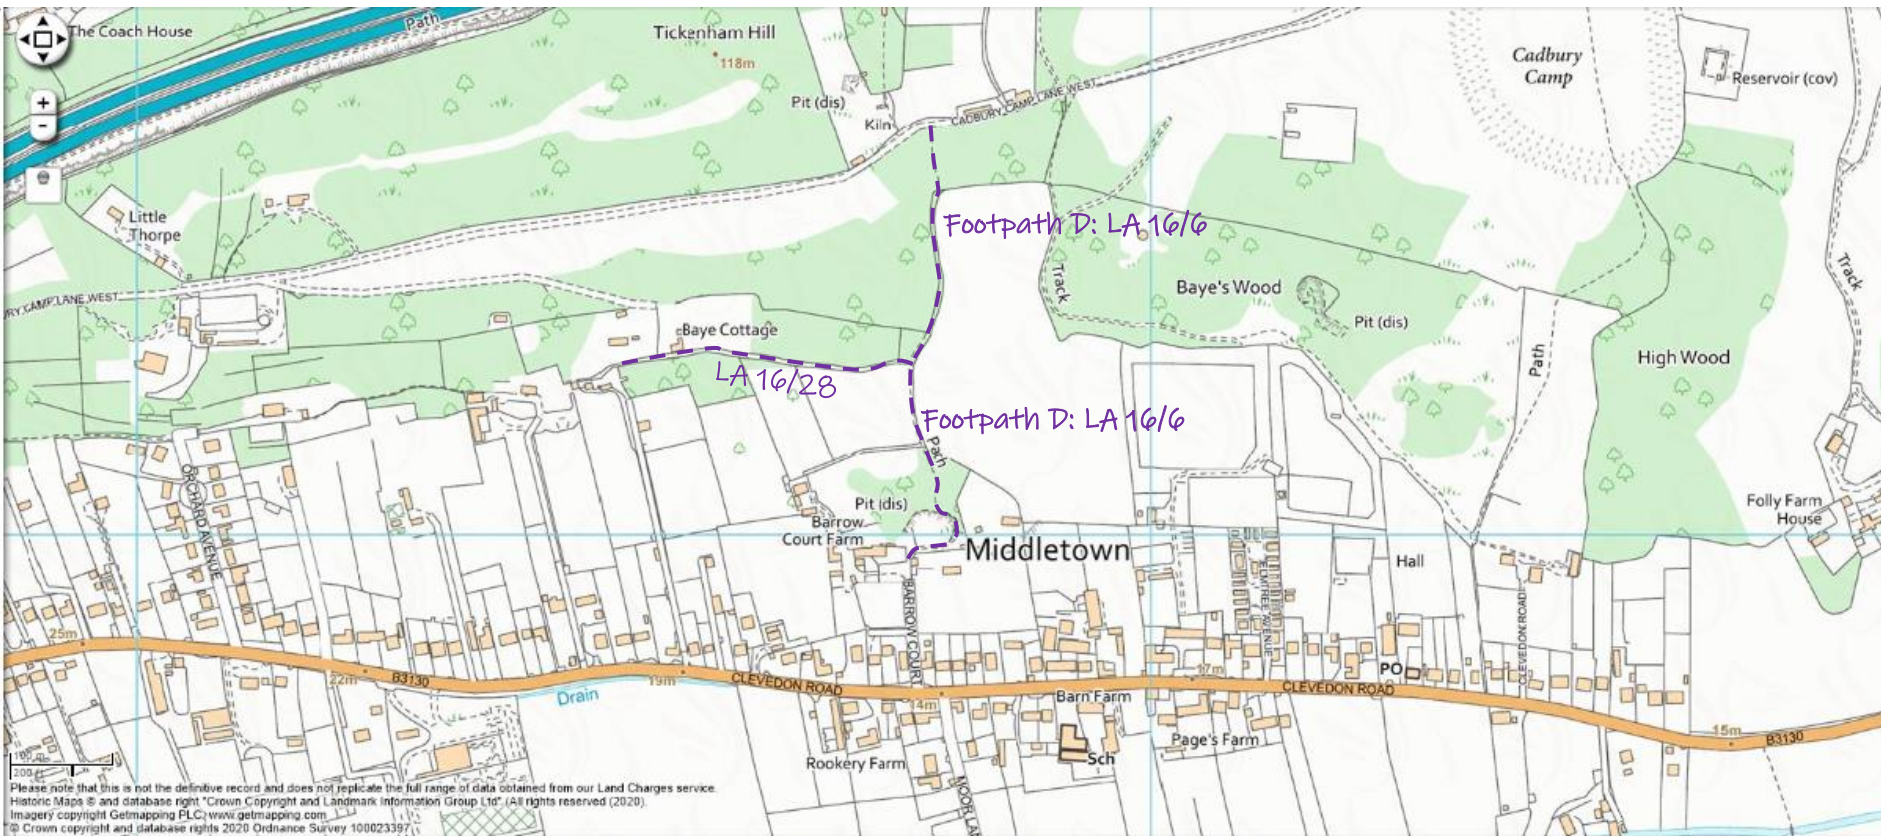 The Coach House
Path
Tickenham Hill
118m
Cadbury
Camp
Reservoir (cov)
Pit (dis)
Kiln
CADBURY CAMP LANE WEST
+
-
Track
Little
Thorpe
Footpath D: LA 16/6
Track
Track
Baye's Wood
URY CAMP LANE WEST
Baye Cottage
Pit (dis)
Path
High Wood
LA 16/28
Footpath D: LA 16/6
Path
ORCHARD AVENUE
Pit (dis)
Barrow
Court Farm
Folly Farm
House
Middletown
Hall
BARROW COURT
ELMTREE AVENUE
CLEVEDON ROAD
25m
22m
B3130
19m
CLEVEDON ROAD
17m
PO
CLEVEDON ROAD
Drain
14m
Barn Farm
Page's Farm
15m
B3130
Rookery Farm
Sch
MOOR LA
100 m
200 ft
Please note that this is not the definitive record and does not replicate the full range of data obtained from our Land Charges service.
Historic Maps © and database right "Crown Copyright and Landmark Information Group Ltd" (All rights reserved (2020).
Imagery copyright Getmapping PLC, www.getmapping.com
© Crown copyright and database rights 2020 Ordnance Survey 100023397